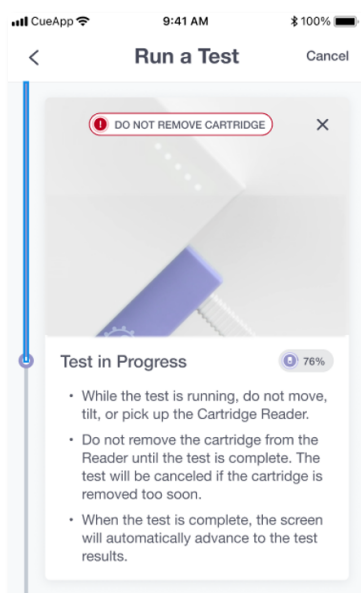 CueApp 9:41 AM 100%
Run a Test Cancel
DO NOT REMOVE CARTRIDGE
Test in Progress 76%
• While the test is running, do not move,
tilt, or pick up the Cartridge Reader.
• Do not remove the cartridge from the
Reader until the test is complete. The
test will be canceled if the cartridge is
removed too soon.
• When the test is complete, the screen
will automatically advance to the test
results.